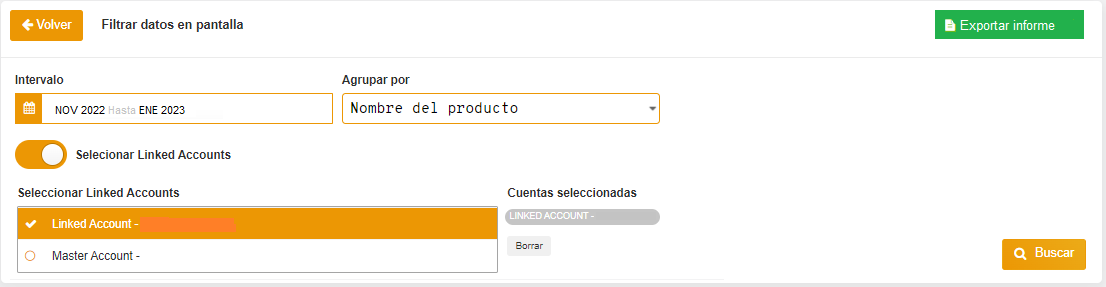 Volver
Filtrar datos en pantalla
Exportar informe
Intervalo
Agrupar por
NOV 2022 Hasta ENE 2023
Nombre del producto
Selecionar Linked Accounts
Seleccionar Linked Accounts
Cuentas seleccionadas
Linked Account -
LINKED ACCOUNT -
Master Account -
Borrar
Buscar